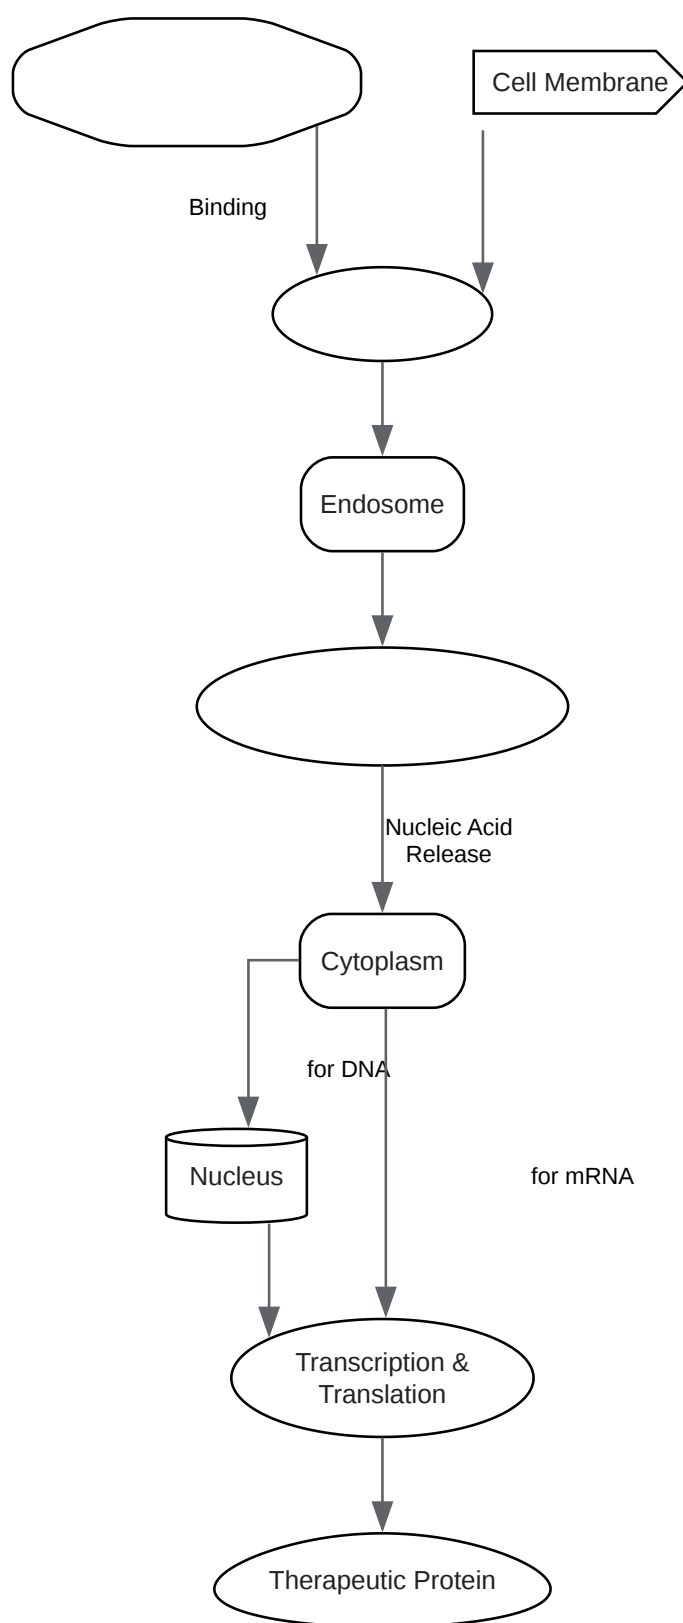 Cell Membrane
Binding
Endosome
Nucleic Acid
Release
Cytoplasm
for DNA
Nucleus
for mRNA
Transcription &
Translation
Therapeutic Protein